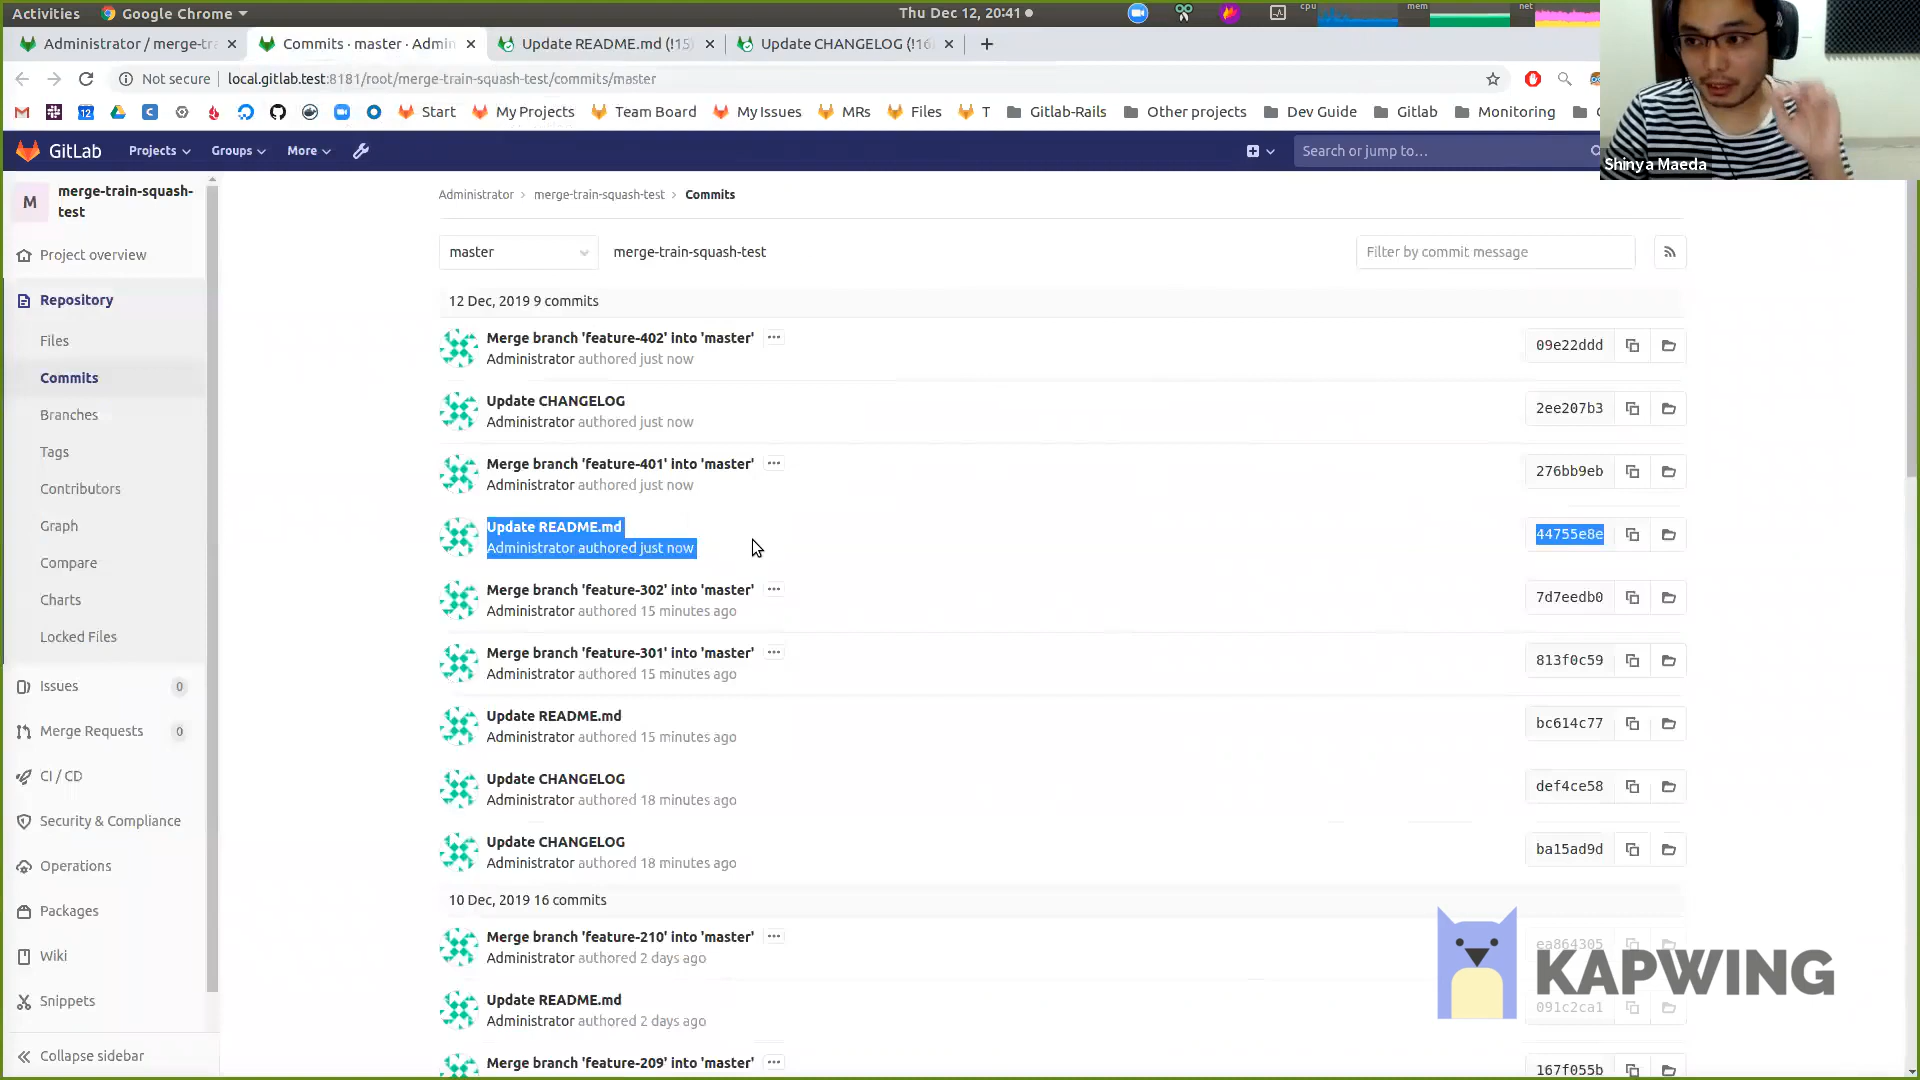 Activities
Google Chrome
Thu Dec 12, 20:41
cpu
mem
net
Administrator / merge-tra
Commits · master · Admin
Update README.md (!15)
Update CHANGELOG (!16
Not secure
local.gitlab.test:8181/root/merge-train-squash-test/commits/master
Start
My Projects
Team Board
My Issues
MRs
Files
T
Gitlab-Rails
Other projects
Dev Guide
Gitlab
Monitoring
Shinya Maeda
GitLab
Projects
Groups
More
Search or jump to…
M
merge-train-squash-
test
Project overview
Repository
Files
Commits
Branches
Tags
Contributors
Graph
Compare
Charts
Locked Files
Issues
0
Merge Requests
0
CI / CD
Security & Compliance
Operations
Packages
Wiki
Snippets
Collapse sidebar
Administrator > merge-train-squash-test > Commits
master
merge-train-squash-test
Filter by commit message
12 Dec, 2019 9 commits
Merge branch 'feature-402' into 'master'
Administrator authored just now
09e22ddd
Update CHANGELOG
Administrator authored just now
2ee207b3
Merge branch 'feature-401' into 'master'
Administrator authored just now
276bb9eb
Update README.md
Administrator authored just now
44755e8e
Merge branch 'feature-302' into 'master'
Administrator authored 15 minutes ago
7d7eedb0
Merge branch 'feature-301' into 'master'
Administrator authored 15 minutes ago
813f0c59
Update README.md
Administrator authored 15 minutes ago
bc614c77
Update CHANGELOG
Administrator authored 18 minutes ago
def4ce58
Update CHANGELOG
Administrator authored 18 minutes ago
ba15ad9d
10 Dec, 2019 16 commits
Merge branch 'feature-210' into 'master'
Administrator authored 2 days ago
ea864305
Update README.md
Administrator authored 2 days ago
091c2ca1
Merge branch 'feature-209' into 'master'
167f055b
KAPWING